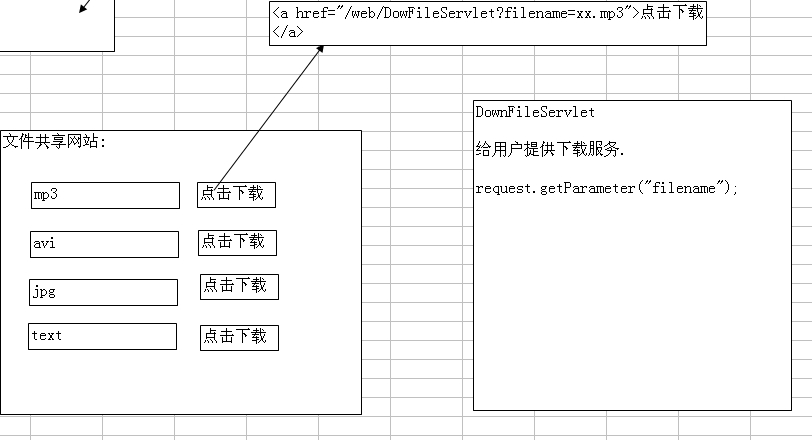 <a href="/web/DowFileServlet?filename=xx.mp3">点击下载
</a>
文件共享网站:
mp3
点击下载
avi
点击下载
jpg
点击下载
text
点击下载
DownFileServlet
给用户提供下载服务.
request.getParameter("filename");